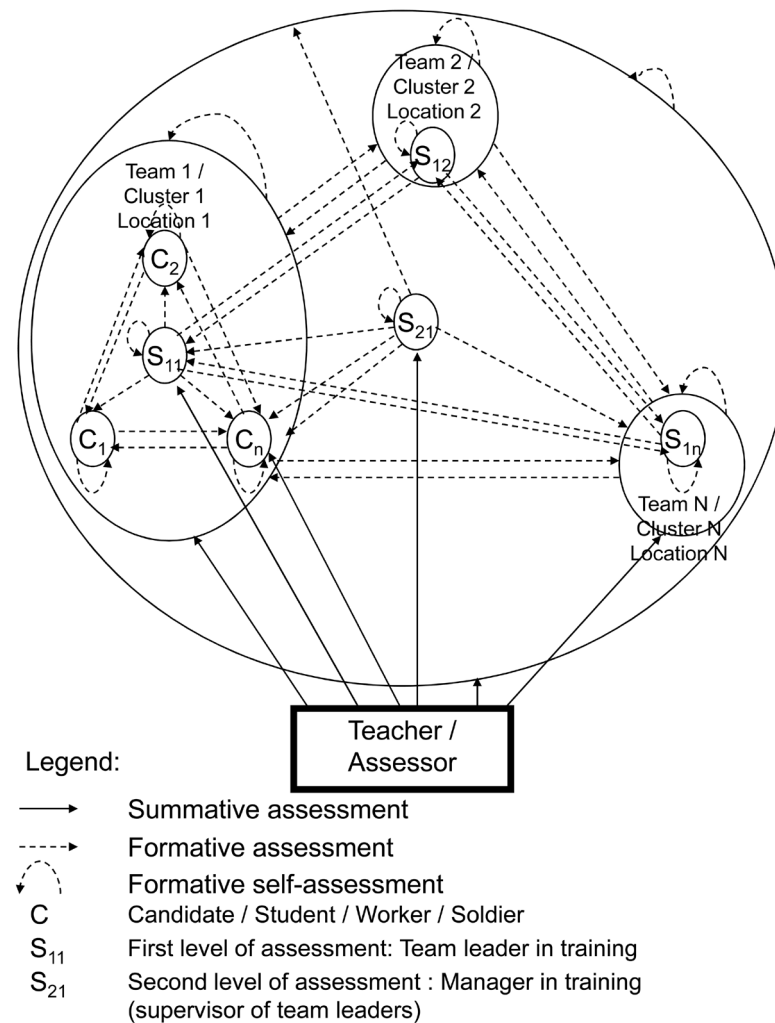 Team 2 /
Cluster 2
Location 2
S12
Team 1 /
Cluster 1
Location 1
C2
S21
S11
C1
Cn
S1n
Team N /
Cluster N
Location N
Teacher /
Assessor
Legend:
Summative assessment
Formative assessment
Formative self-assessment
C Candidate / Student / Worker / Soldier
S11 First level of assessment: Team leader in training
S21 Second level of assessment : Manager in training
(supervisor of team leaders)